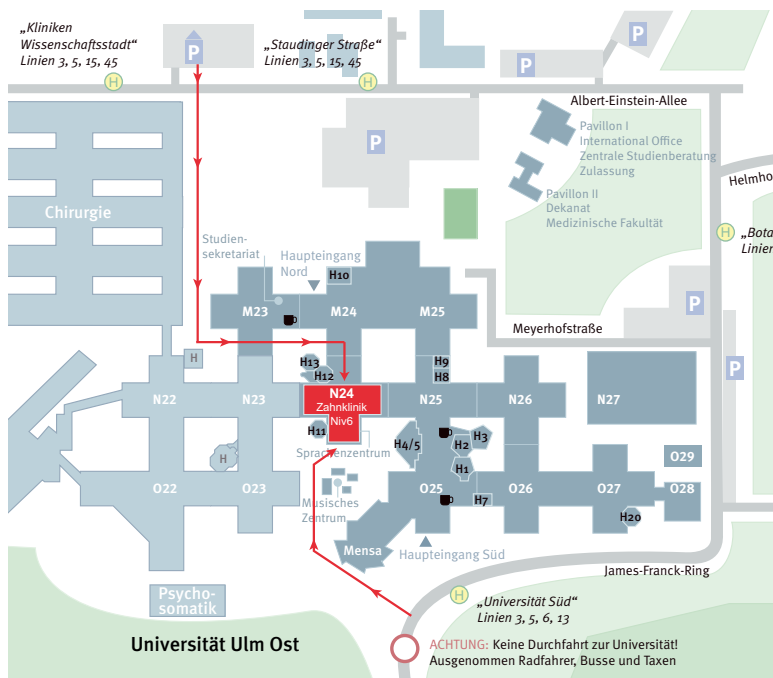 „Kliniken
Wissenschaftsstadt“
Linien 3, 5, 15, 45
H
P
„Staudinger Straße“
Linien 3, 5, 15, 45
H
P
P
P
Albert-Einstein-Allee
Pavillon I
International Office
Zentrale Studienberatung
Zulassung
Pavillon II
Dekanat
Medizinische Fakultät
Helmho
H
„Bota
Linien
Chirurgie
Studien-
sekretariat
Haupteingang
Nord
H10
M23
M24
M25
P
Meyerhofstraße
P
H
H13
H12
H9
H8
N22
N23
N24
Zahnklinik
Niv6
N25
N26
N27
H11
Sprachenzentrum
H4/5
H2
H3
H1
H
O22
O23
Musisches
Zentrum
O25
H7
O26
O27
O28
O29
H20
Mensa
Haupteingang Süd
James-Franck-Ring
Psycho-
somatik
H
„Universität Süd“
Linien 3, 5, 6, 13
Universität Ulm Ost
ACHTUNG: Keine Durchfahrt zur Universität!
Ausgenommen Radfahrer, Busse und Taxen